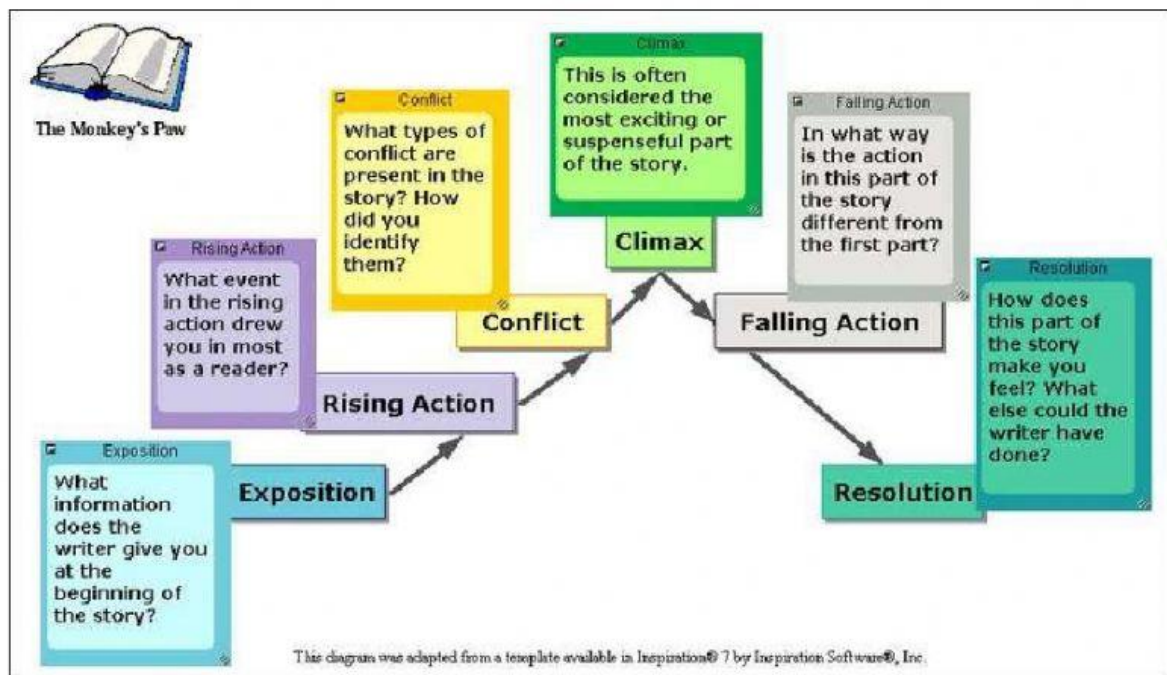 The Monkey's Paw
Exposition
What
information
does the
writer give you
at the
beginning of
the story?
Exposition
Rising Action
What event
in the rising
action drew
you in most
as a reader?
Rising Action
Conflict
What types of
conflict are
present in the
story? How
did you
identify
them?
Conflict
Climax
This is often
considered the
most exciting or
suspenseful part
of the story.
Climax
Falling Action
In what way
is the action
in this part of
the story
different from
the first part?
Falling Action
Resolution
How does
this part of
the story
make you
feel? What
else could the
writer have
done?
Resolution
This diagram was adapted from a template available in Inspiration® 7 by Inspiration Software®, Inc.